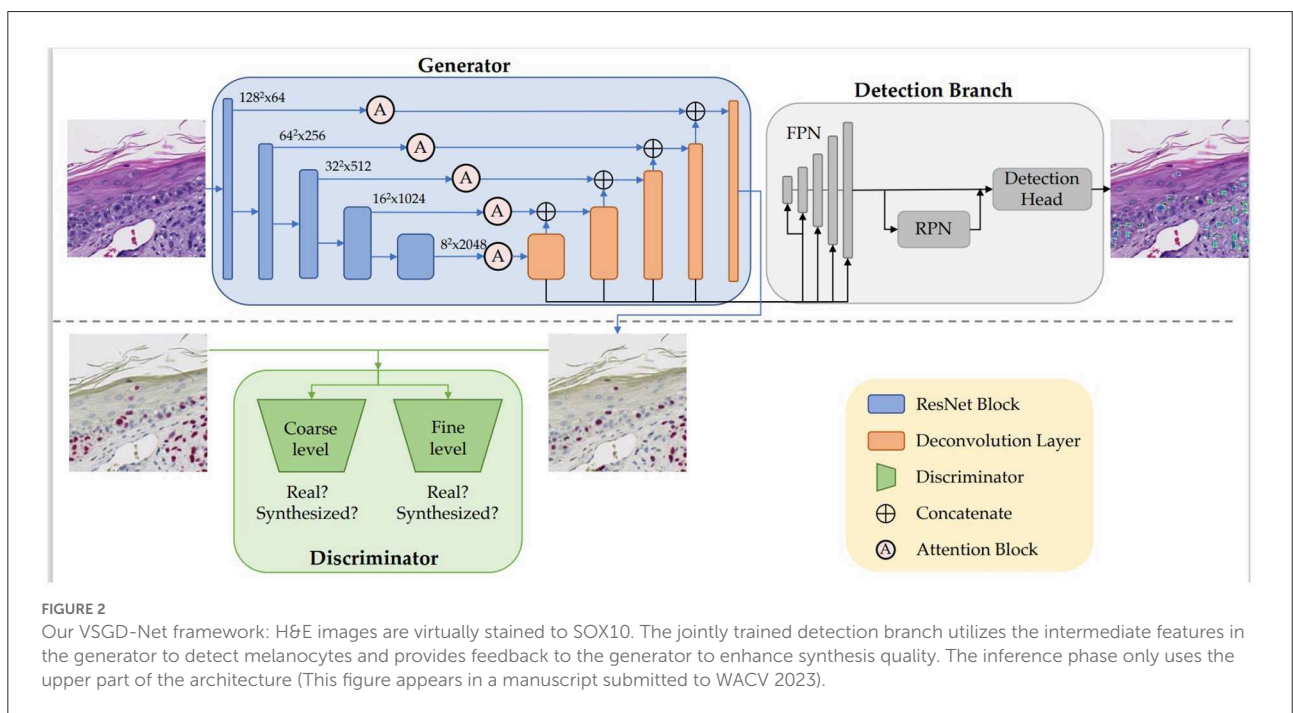 Generator
Detection Branch
128²x64
64²x256
32²x512
16²x1024
8²x2048
A
A
A
A
A
FPN
RPN
Detection
Head
Coarse
level
Fine
level
Real?
Synthesized?
Real?
Synthesized?
Discriminator
ResNet Block
Deconvolution Layer
Discriminator
Concatenate
A
Attention Block
FIGURE 2
Our VSGD-Net framework: H&E images are virtually stained to SOX10. The jointly trained detection branch utilizes the intermediate features in
the generator to detect melanocytes and provides feedback to the generator to enhance synthesis quality. The inference phase only uses the
upper part of the architecture (This figure appears in a manuscript submitted to WACV 2023).